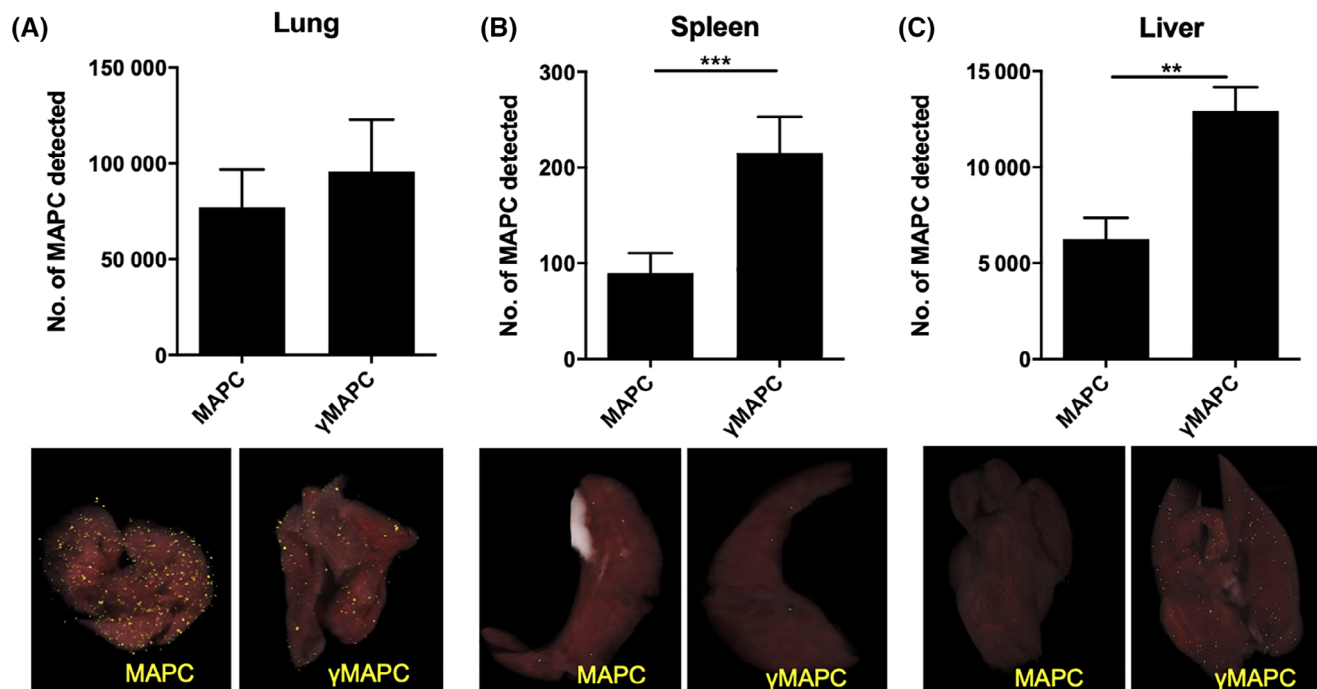 (A) Lung
No. of MAPC detected
150 000
100 000
50 000
0
MAPC
γMAPC
MAPC
γMAPC
(B) Spleen
***
No. of MAPC detected
300
200
100
0
MAPC
γMAPC
MAPC
γMAPC
(C) Liver
**
No. of MAPC detected
15 000
10 000
5 000
0
MAPC
γMAPC
MAPC
γMAPC